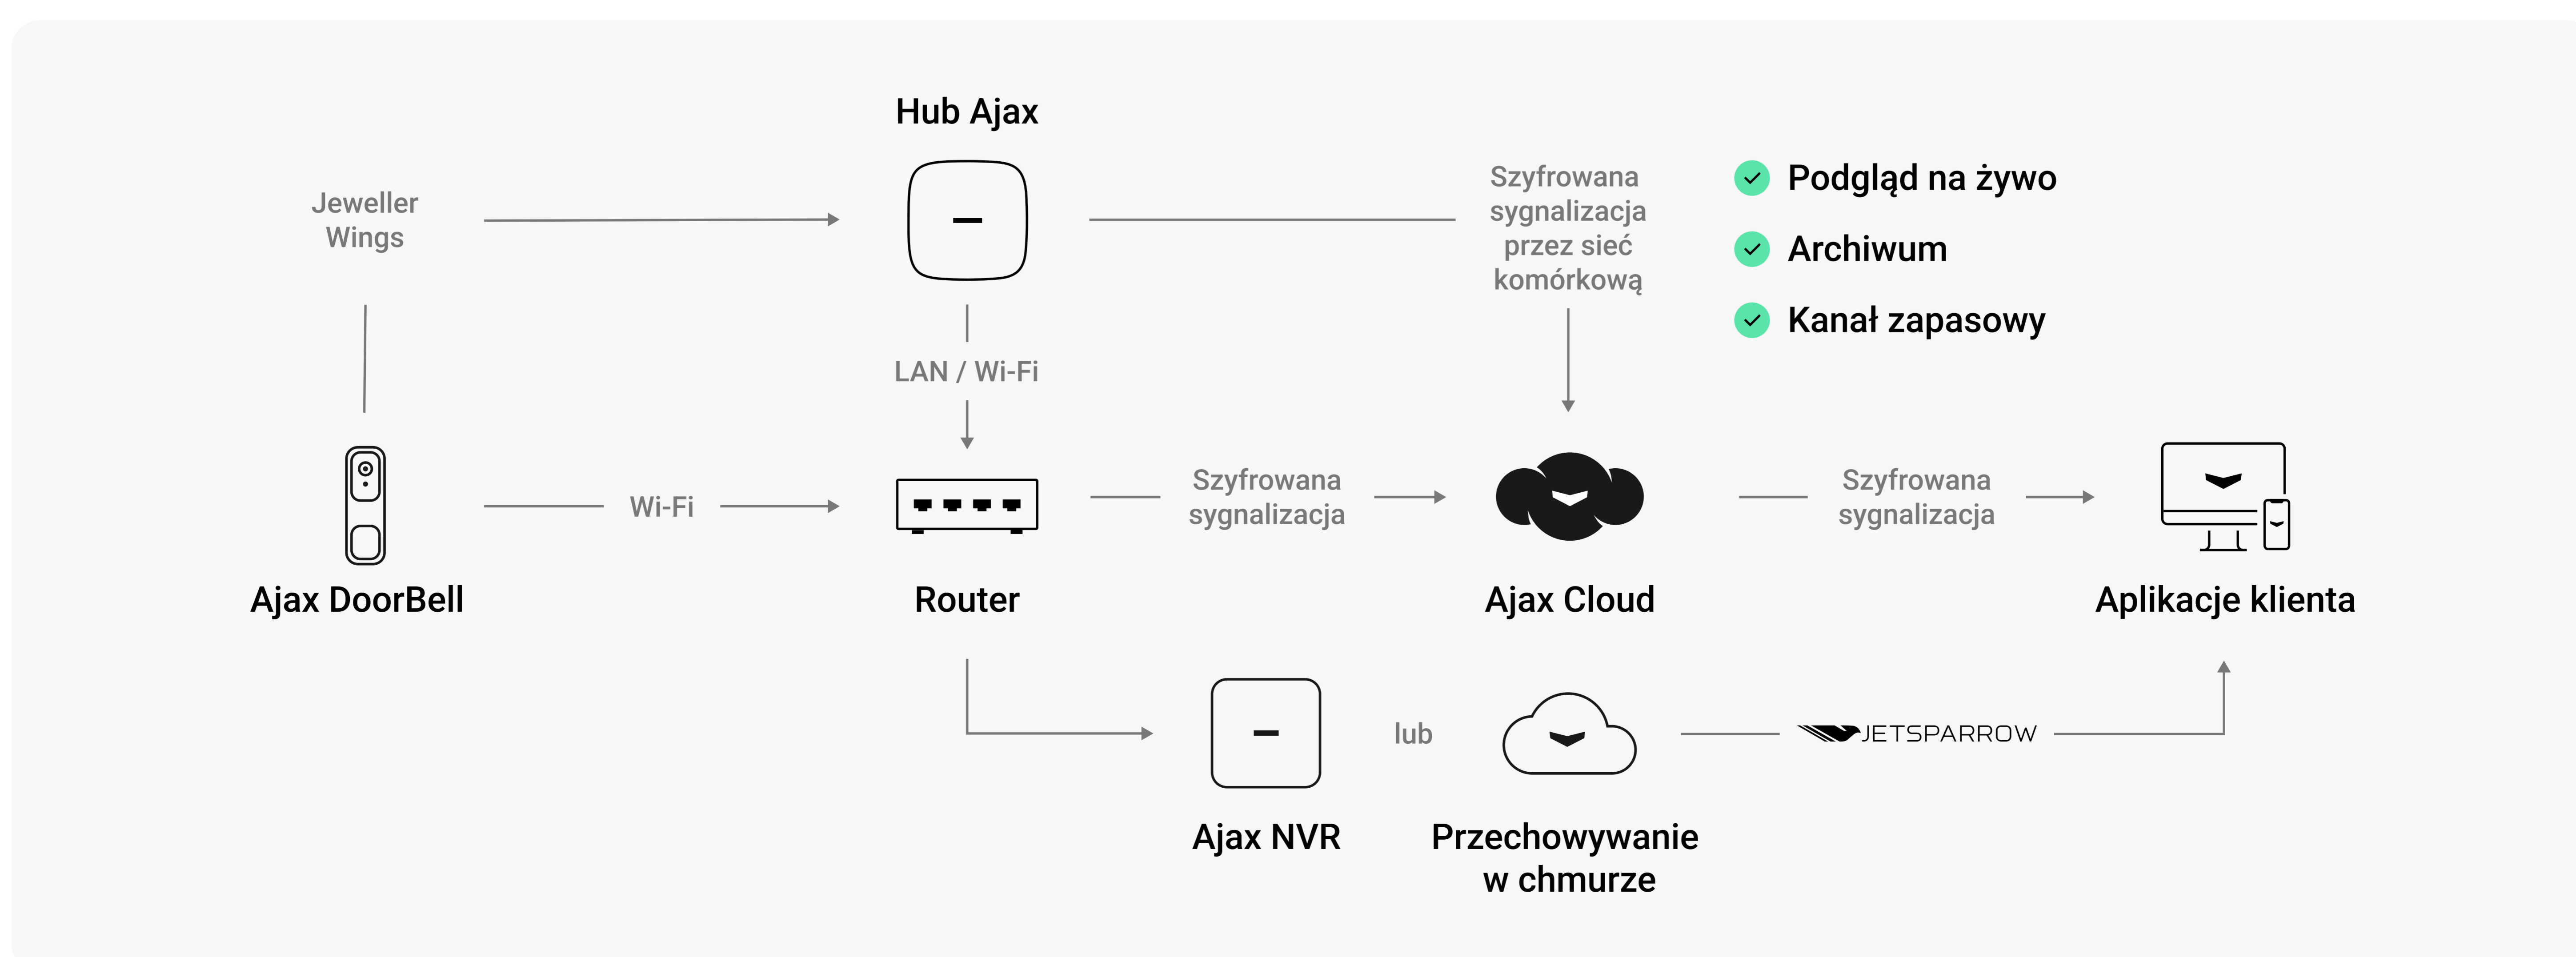 Hub Ajax
Jeweller
Wings
Szyfrowana
sygnalizacja
przez sieć
komórkową
Podgląd na żywo
Archiwum
Kanał zapasowy
LAN / Wi-Fi
Wi-Fi
Szyfrowana
sygnalizacja
Szyfrowana
sygnalizacja
Ajax DoorBell
Router
Ajax Cloud
Aplikacje klienta
lub
JETSPARROW
Ajax NVR
Przechowywanie
w chmurze